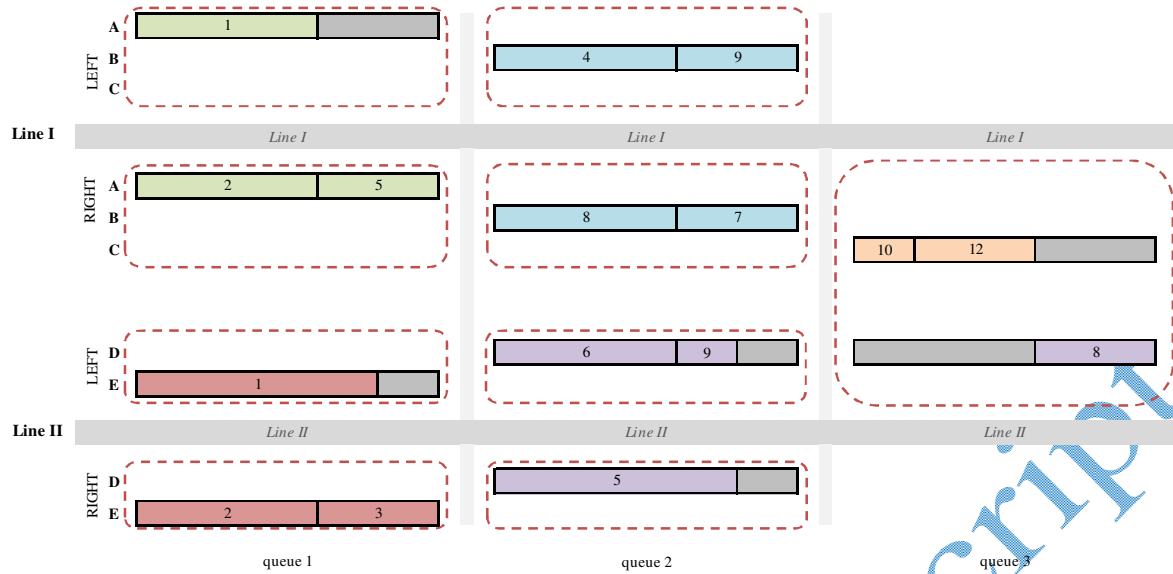 A 1
LEFT B 4 9
C
Line I Line I Line I Line I
RIGHT A 2 5
B 8 7
C 10 12
LEFT D 6 9 8
E 1
Line II Line II Line II Line II
RIGHT D 5
E 2 3
queue 1 queue 2 queue 3